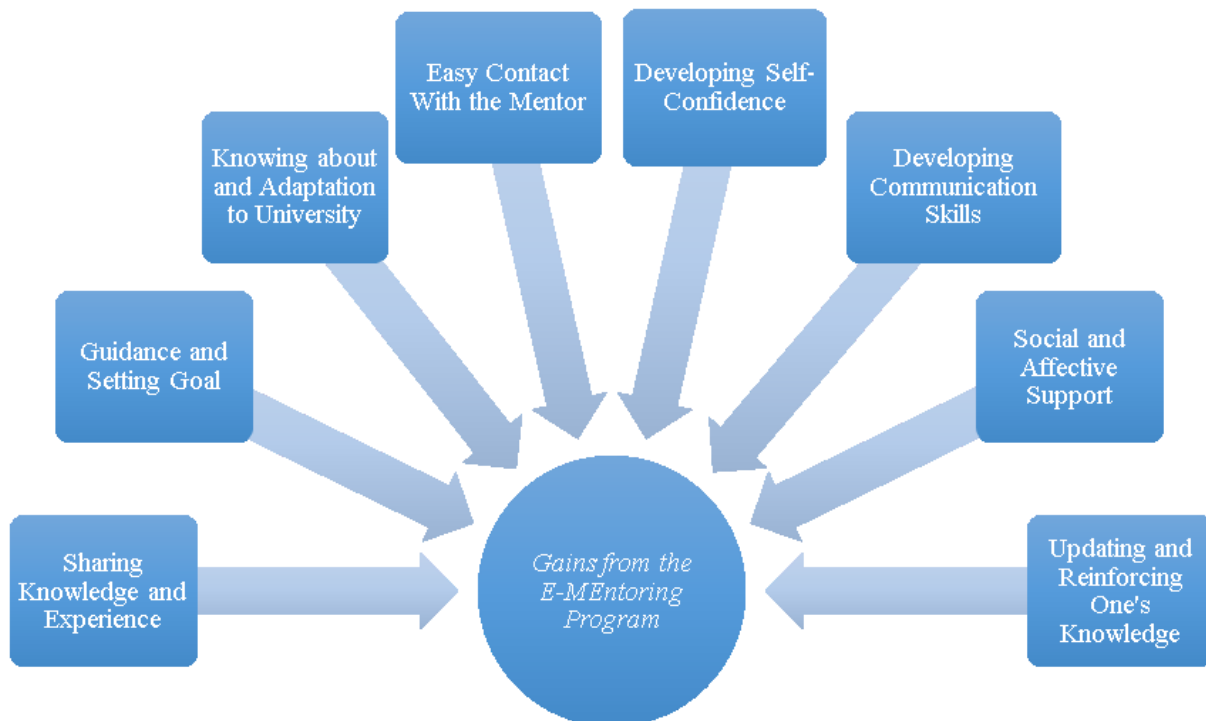 Easy Contact
With the Mentor
Developing Self-
Confidence
Knowing about
and Adaptation
to University
Developing
Communication
Skills
Guidance and
Setting Goal
Social and
Affective
Support
Sharing
Knowledge and
Experience
Gains from the
E-MEntoring
Program
Updating and
Reinforcing
One's
Knowledge